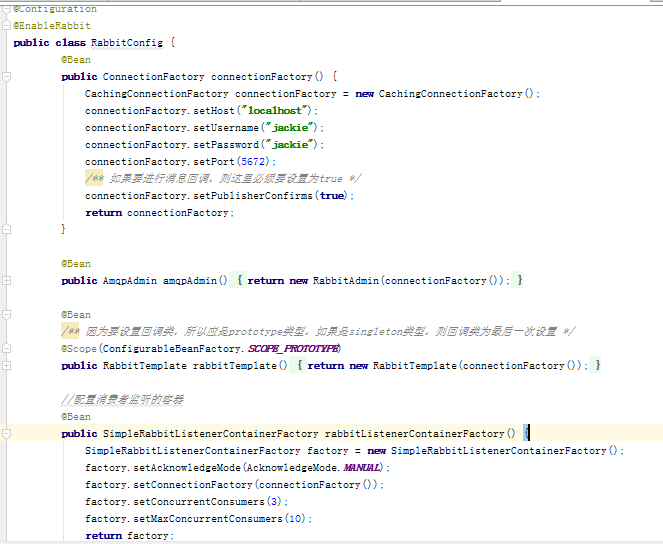 @Configuration
@EnableRabbit
public class RabbitConfig {
@Bean
public ConnectionFactory connectionFactory() {
CachingConnectionFactory connectionFactory = new CachingConnectionFactory();
connectionFactory.setHost("localhost");
connectionFactory.setUsername("jackie");
connectionFactory.setPassword("jackie");
connectionFactory.setPort(5672);
/** 如果要进行消息回调，则这里必须要设置为true */
connectionFactory.setPublisherConfirms(true);
return connectionFactory;
}
@Bean
public AmqpAdmin amqpAdmin() { return new RabbitAdmin(connectionFactory()); }
@Bean
/** 因为要设置回调类，所以应是prototype类型，如果是singleton类型，则回调类为最后一次设置 */
@Scope(ConfigurableBeanFactory.SCOPE_PROTOTYPE)
public RabbitTemplate rabbitTemplate() { return new RabbitTemplate(connectionFactory()); }
//配置消费者监听的容器
@Bean
public SimpleRabbitListenerContainerFactory rabbitListenerContainerFactory() {
SimpleRabbitListenerContainerFactory factory = new SimpleRabbitListenerContainerFactory();
factory.setAcknowledgeMode(AcknowledgeMode.MANUAL);
factory.setConnectionFactory(connectionFactory());
factory.setConcurrentConsumers(3);
factory.setMaxConcurrentConsumers(10);
return factory;